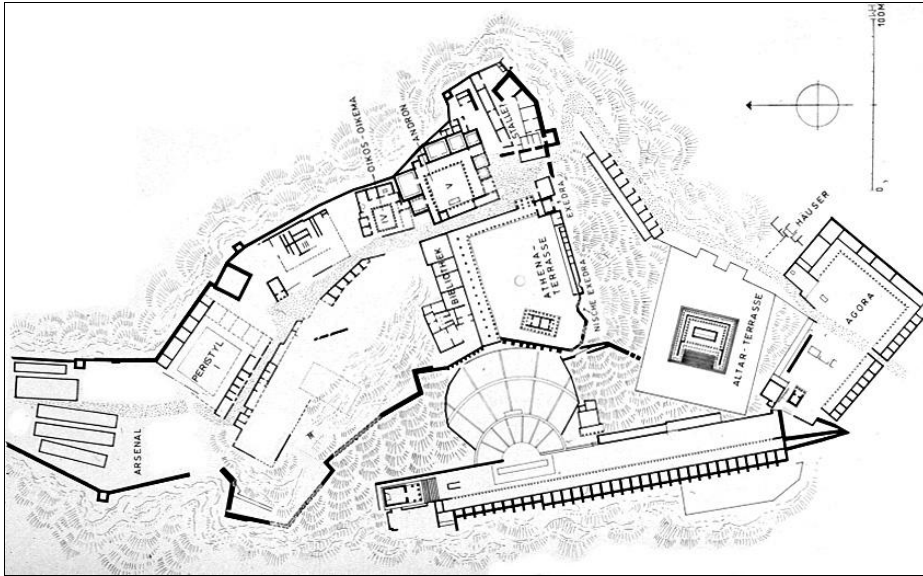 100M
0
OIKOS-OIKEMA
ANDRON
STALLET
V
IV
III
EXEDRA
HÄUSER
BIBLIOTHEK
ATHENA-
TERRASSE
NISCHE EXEDRA
AGORA
ALTAR-TERRASSE
PERISTYL
I
ARSENAL